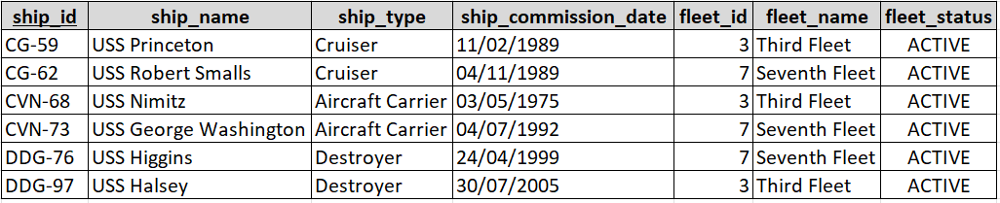 ship_id ship_name ship_type ship_commission_date fleet_id fleet_name fleet_status
CG-59 USS Princeton Cruiser 11/02/1989 3 Third Fleet ACTIVE
CG-62 USS Robert Smalls Cruiser 04/11/1989 7 Seventh Fleet ACTIVE
CVN-68 USS Nimitz Aircraft Carrier 03/05/1975 3 Third Fleet ACTIVE
CVN-73 USS George Washington Aircraft Carrier 04/07/1992 7 Seventh Fleet ACTIVE
DDG-76 USS Higgins Destroyer 24/04/1999 7 Seventh Fleet ACTIVE
DDG-97 USS Halsey Destroyer 30/07/2005 3 Third Fleet ACTIVE